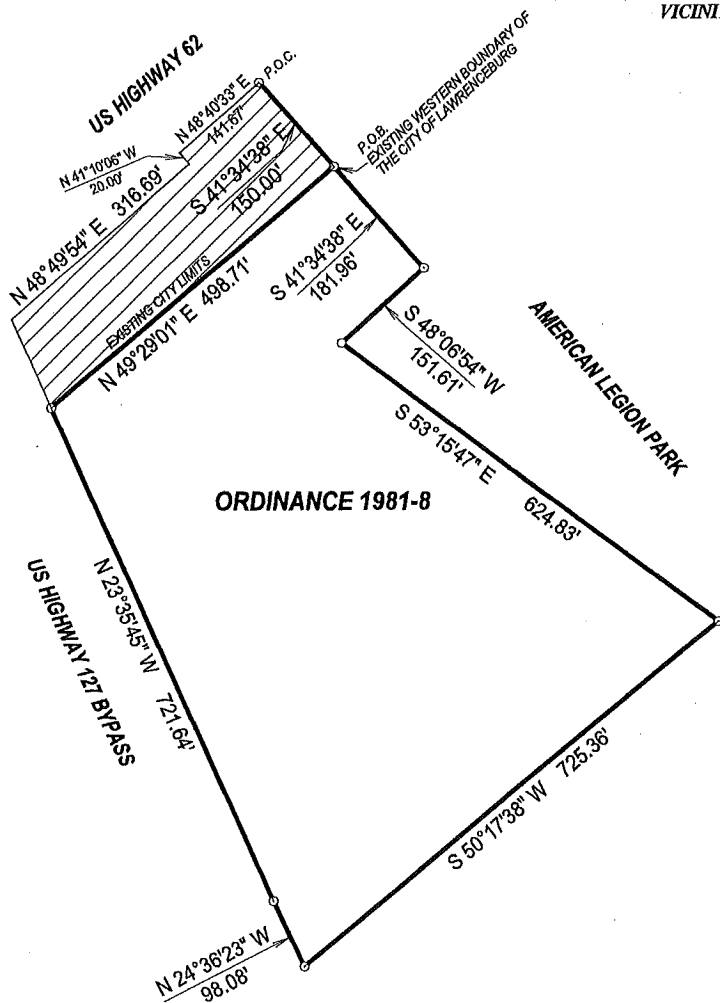 VICINI
US HIGHWAY 62
P.O.C.
N 48°40'33" E
141.67'
P.O.B.
EXISTING WESTERN BOUNDARY OF
THE CITY OF LAWRENCEBURG
N 41°10'06" W
20.00'
S 41°34'38" E
150.00'
N 48°49'54" E 316.69'
EXISTING CITY LIMITS
N 49°29'01" E 498.71'
S 41°34'38" E
181.96'
S 48°06'54" W
151.61'
AMERICAN LEGION PARK
S 53°15'47" E 624.83'
ORDINANCE 1981-8
N 23°35'45" W 721.64'
US HIGHWAY 127 BYPASS
S 50°17'38" W 725.36'
N 24°36'23" W
98.08'